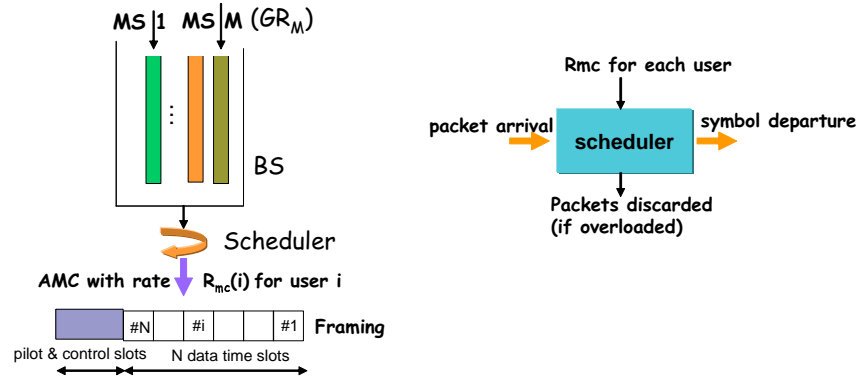 MS 1 MS M (GR_M)
...
BS
Scheduler
AMC with rate R_mc(i) for user i
#N #i #1 Framing
pilot & control slots N data time slots
Rmc for each user
packet arrival
scheduler
symbol departure
Packets discarded
(if overloaded)